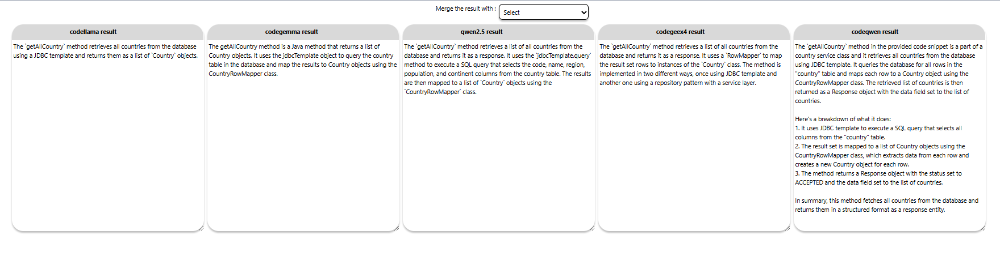 Merge the result with :
Select
codellama result
The `getAllCountry` method retrieves all countries from the database
using a JDBC template and returns them as a list of `Country` objects.
codegemma result
The getAllCountry method is a Java method that returns a list of
Country objects. It uses the jdbcTemplate object to query the country
table in the database and map the results to Country objects using the
CountryRowMapper class.
qwen2.5 result
The `getAllCountry` method retrieves a list of all countries from the
database and returns it as a response. It uses the `jdbcTemplate.query`
method to execute a SQL query that selects the code, name, region,
population, and continent columns from the country table. The results
are then mapped to a list of `Country` objects using the
`CountryRowMapper` class.
codegeex4 result
The `getAllCountry` method retrieves a list of all countries from the
database and returns it as a response. It uses a `RowMapper` to map
the result set rows to instances of the `Country` class. The method is
implemented in two different ways, once using JDBC template and
another one using a repository pattern with a service layer.
codeqwen result
The `getAllCountry` method in the provided code snippet is a part of a
country service class and it retrieves all countries from the database
using JDBC template. It queries the database for all rows in the
"country" table and maps each row to a Country object using the
CountryRowMapper class. The retrieved list of countries is then
returned as a Response object with the data field set to the list of
countries.
Here's a breakdown of what it does:
1. It uses JDBC template to execute a SQL query that selects all
columns from the "country" table.
2. The result set is mapped to a list of Country objects using the
CountryRowMapper class, which extracts data from each row and
creates a new Country object for each row.
3. The method returns a Response object with the status set to
ACCEPTED and the data field set to the list of countries.
In summary, this method fetches all countries from the database and
returns them in a structured format as a response entity.